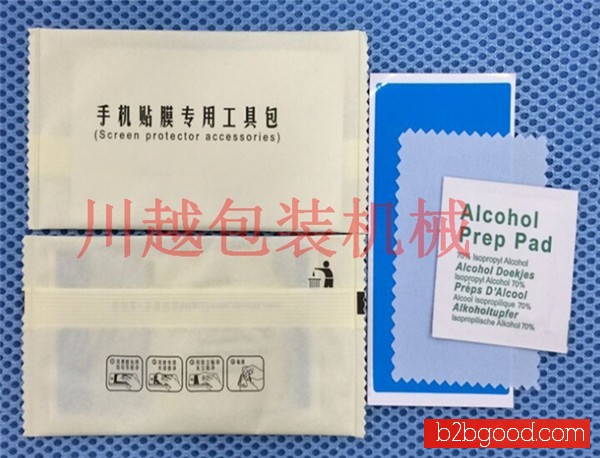 手机贴膜专用工具包
(Screen protector accessories)
川越包装机械
Alcohol
Prep Pad
70% Isopropyl Alcohol
Alcohol Doekjes
Isopropyl Alcohol 70%
Preps D'Alcool
Alcool Isopropilique 70%
Alkoholtupfer
Isopropilische Alkohol 70%
b2bgood.com